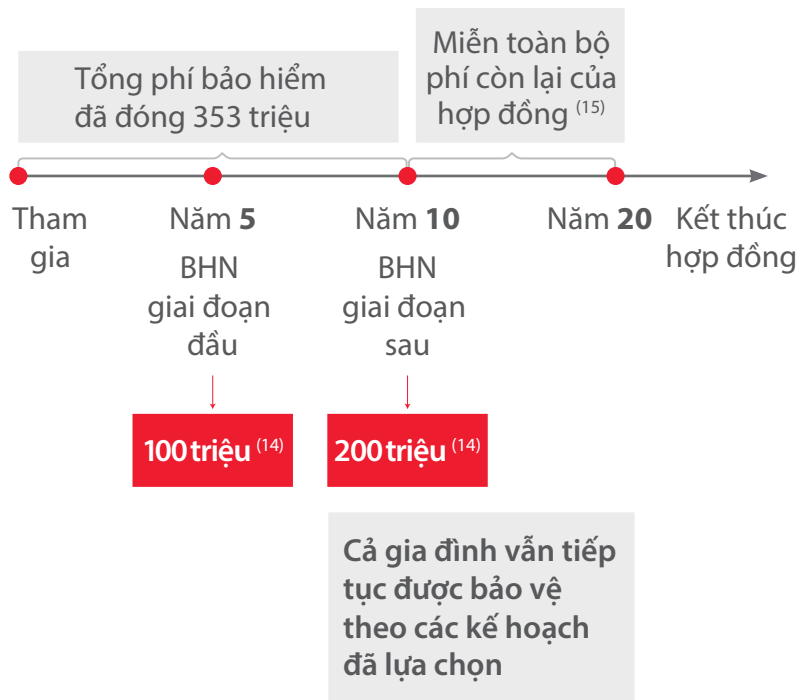 Tổng phí bảo hiểm
đã đóng 353 triệu
Miễn toàn bộ
phí còn lại của
hợp đồng (15)
Tham
gia
Năm 5
BHN
giai đoạn
đầu
100 triệu (14)
Năm 10
BHN
giai đoạn
sau
200 triệu (14)
Năm 20
Kết thúc
hợp đồng
Cả gia đình vẫn tiếp
tục được bảo vệ
theo các kế hoạch
đã lựa chọn